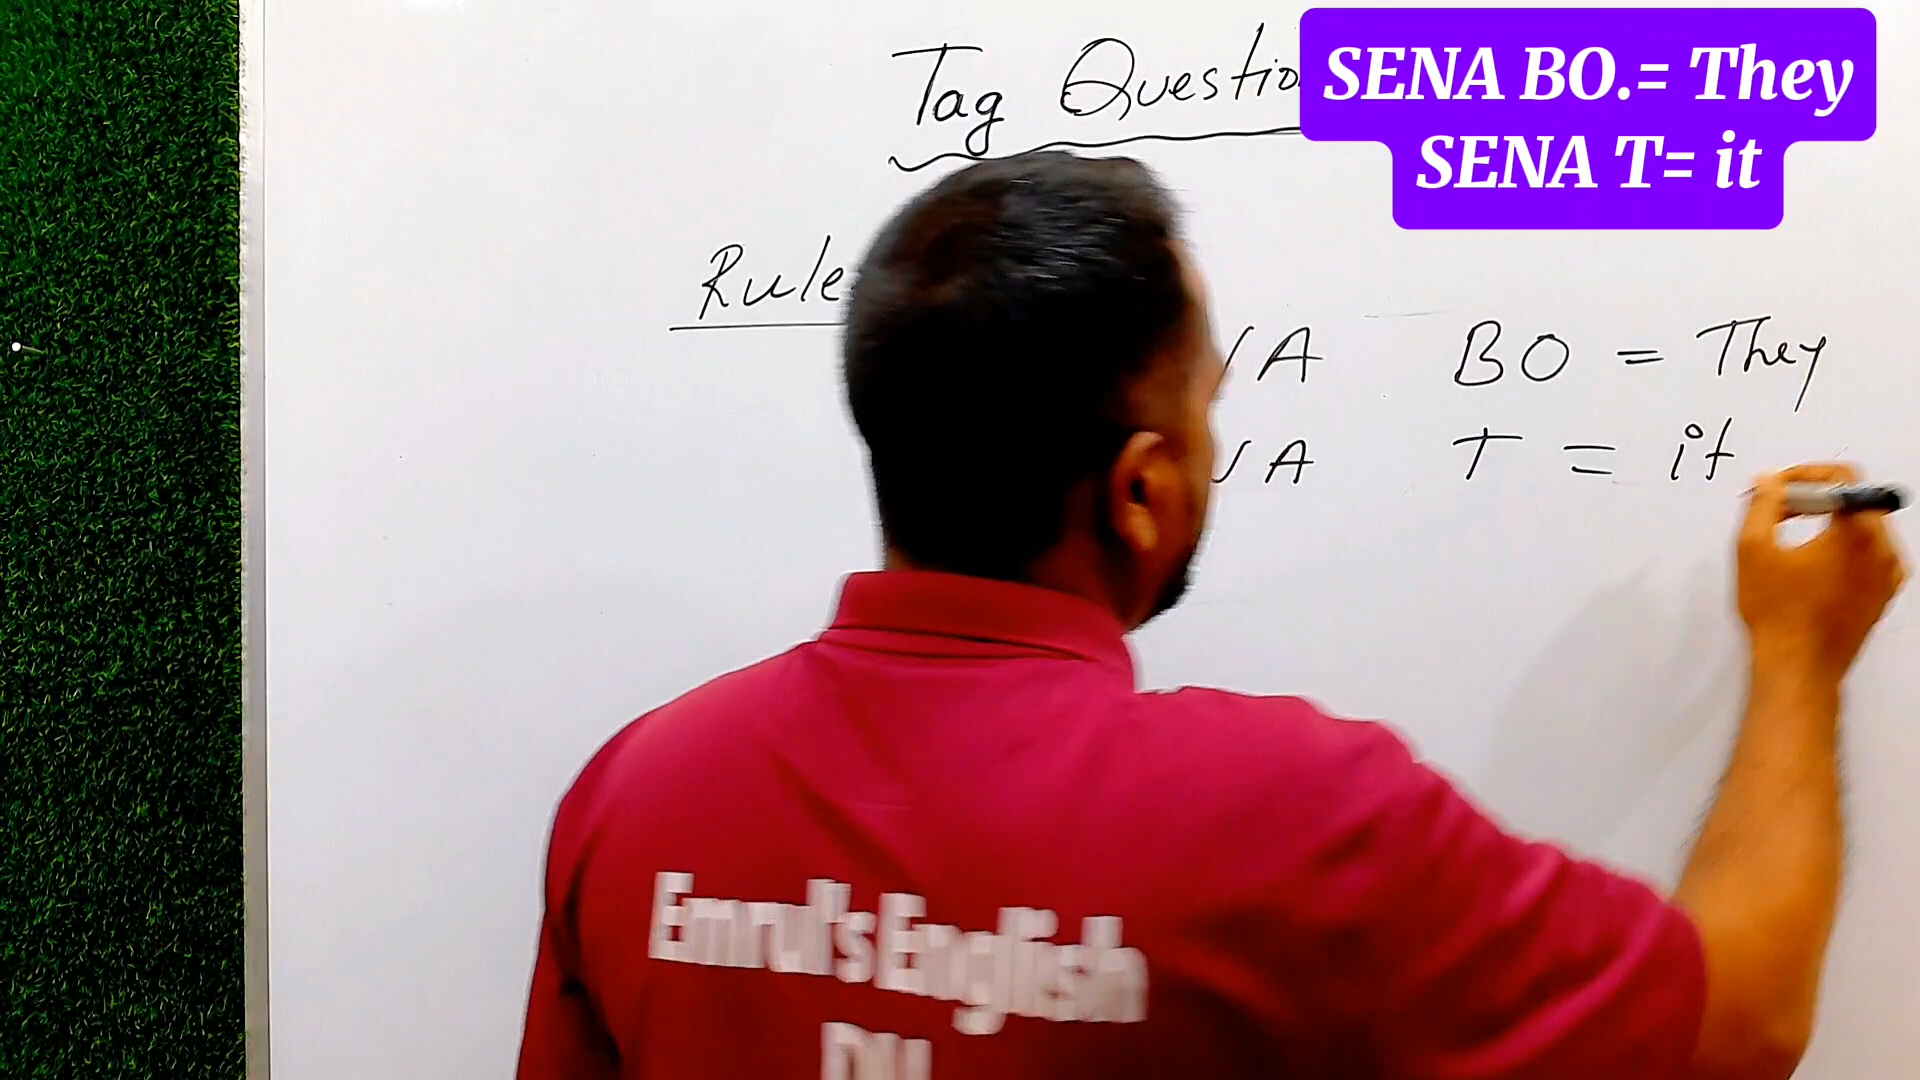 Tag Questio
SENA BO.= They
SENA T= it
Rule
A BO = They
A T = it
Emrul's English
DU